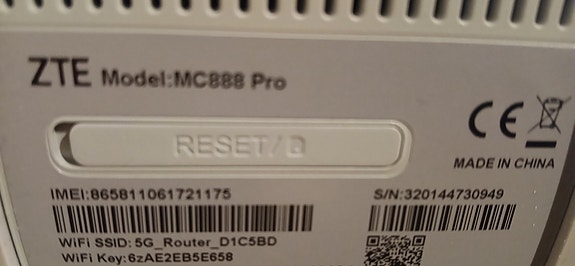 ZTE Model:MC888 Pro
RESET/
CE
MADE IN CHINA
IMEI:865811061721175
S/N:320144730949
WiFi SSID: 5G_Router_D1C5BD
WiFi Key:6zAE2EB5E658